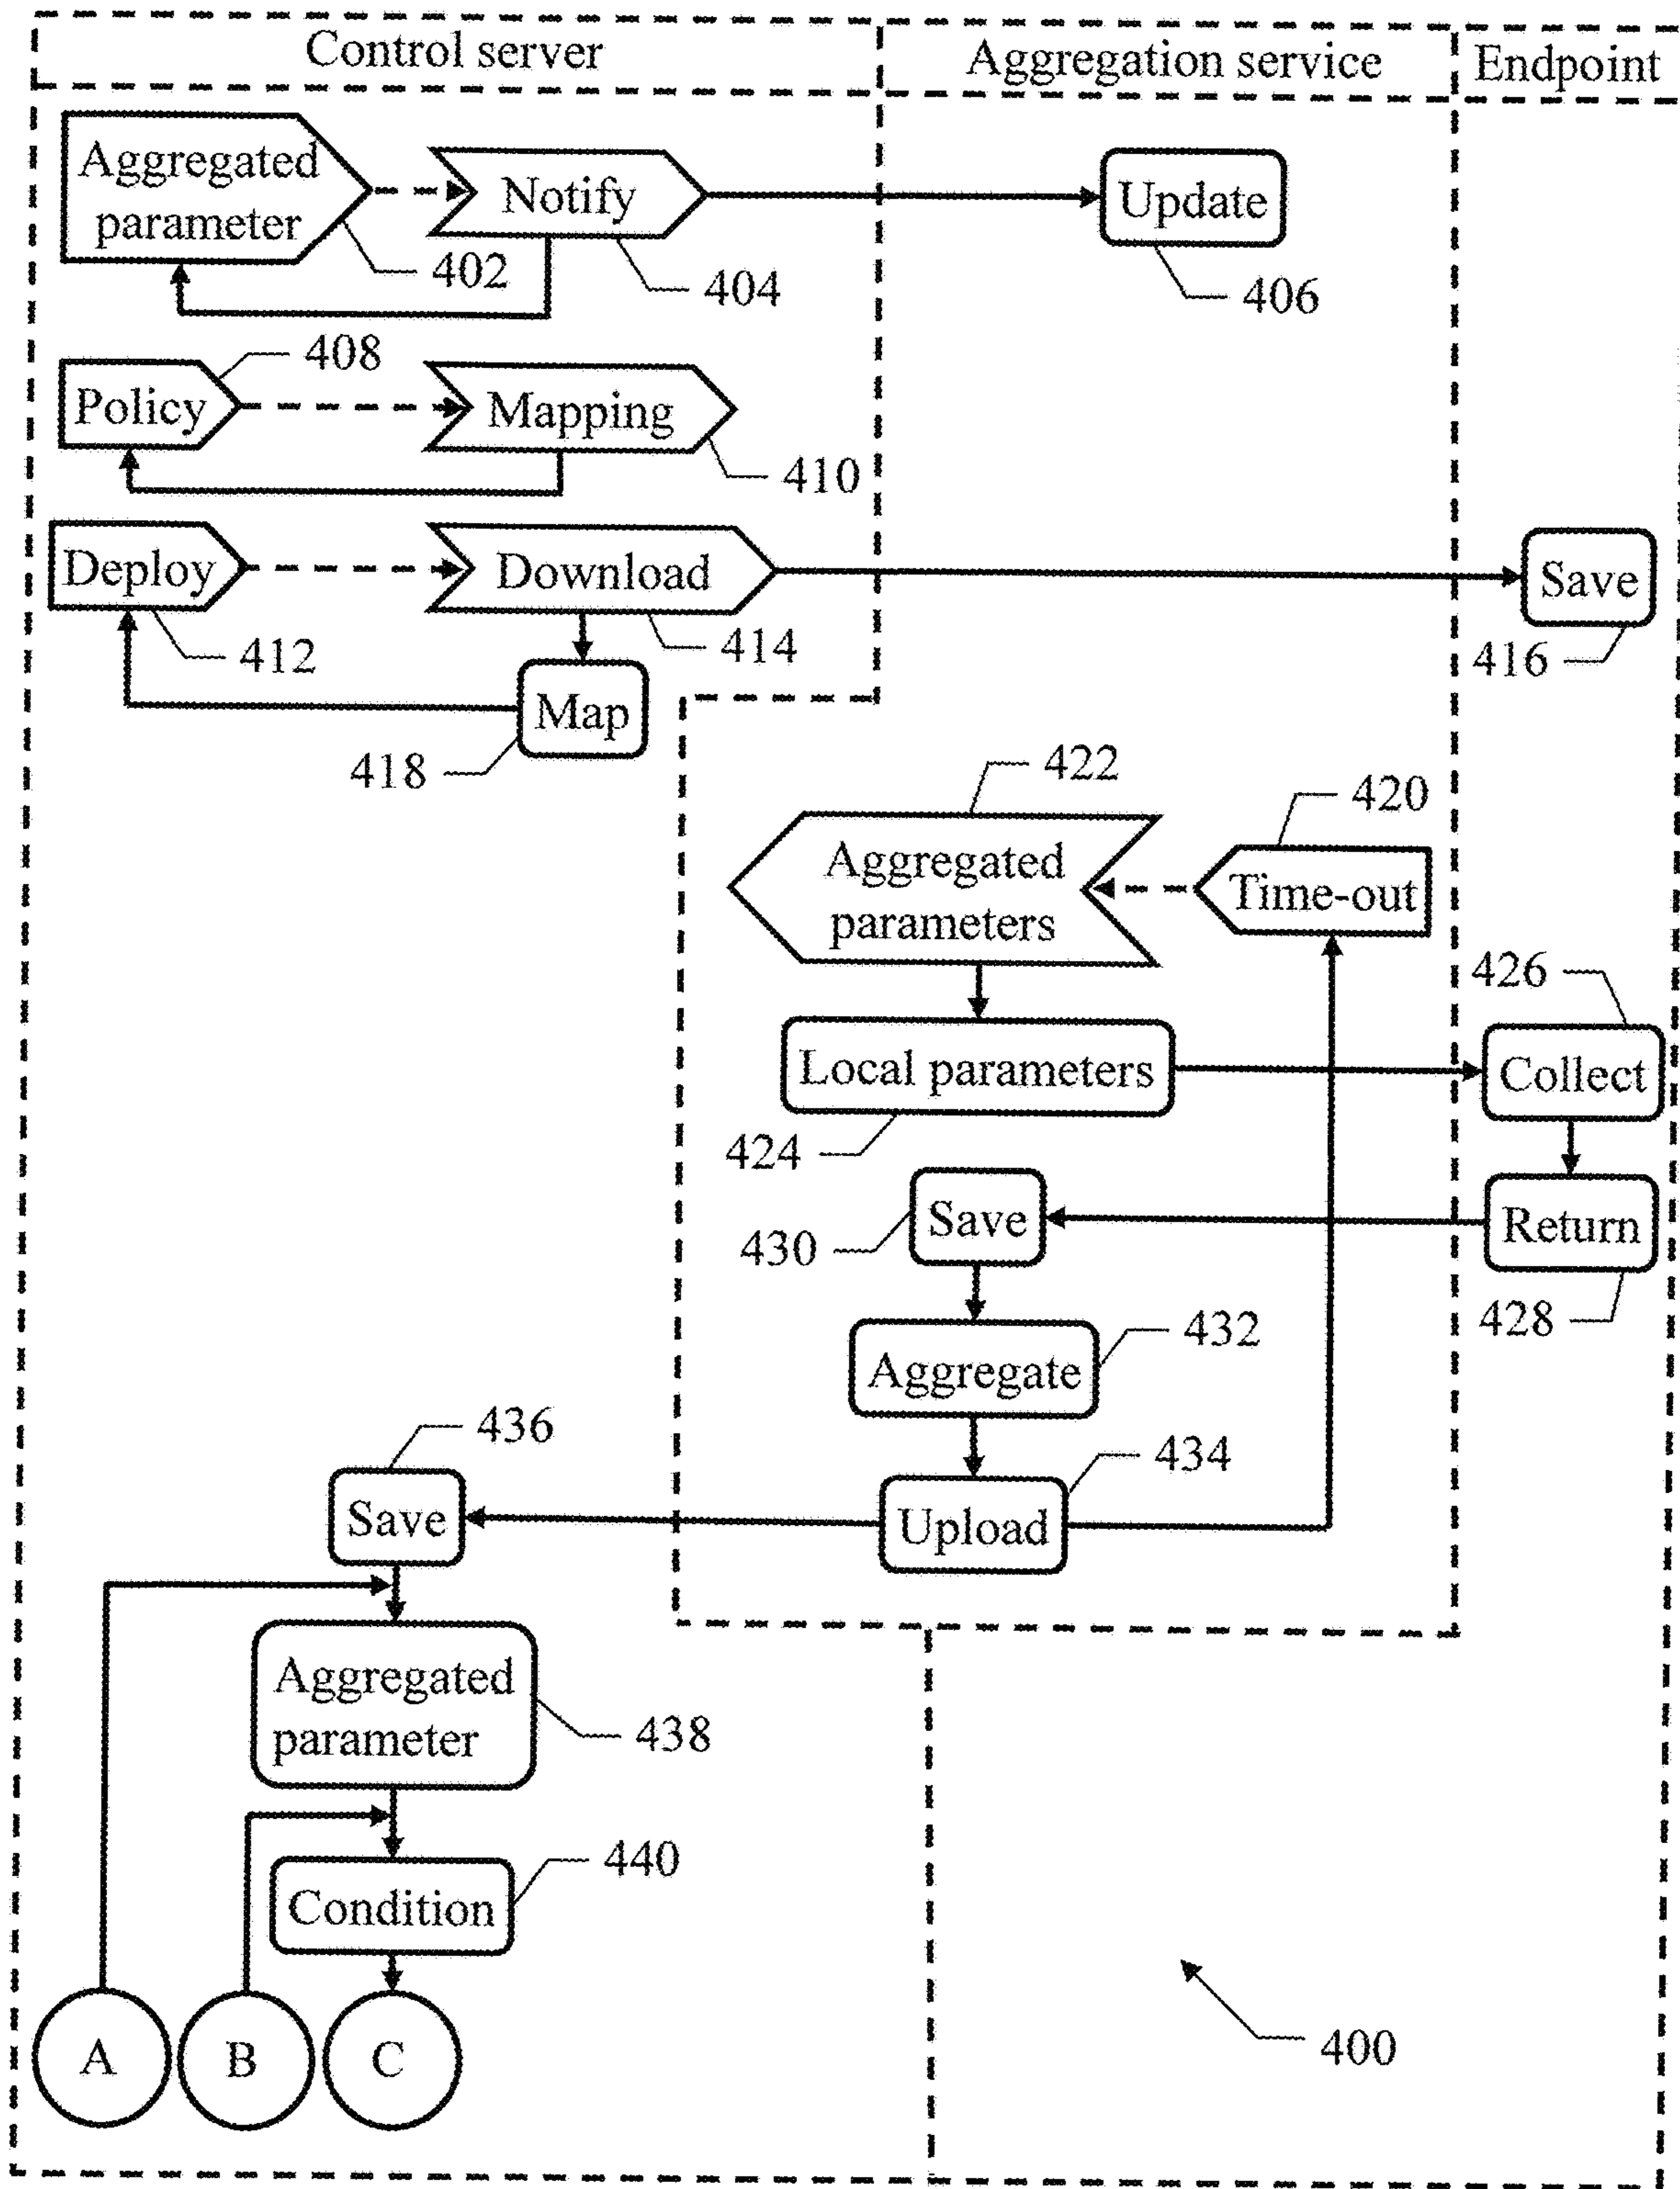 Control server
Aggregation service
Endpoint
Aggregated
parameter
402
Notify
404
Update
406
Policy
408
Mapping
410
Deploy
412
Download
414
Save
416
Map
418
422
Aggregated
parameters
420
Time-out
Local parameters
424
426
Collect
Save
430
Return
428
Aggregate
432
436
Save
Upload
434
Aggregated
parameter
438
Condition
440
A
B
C
400